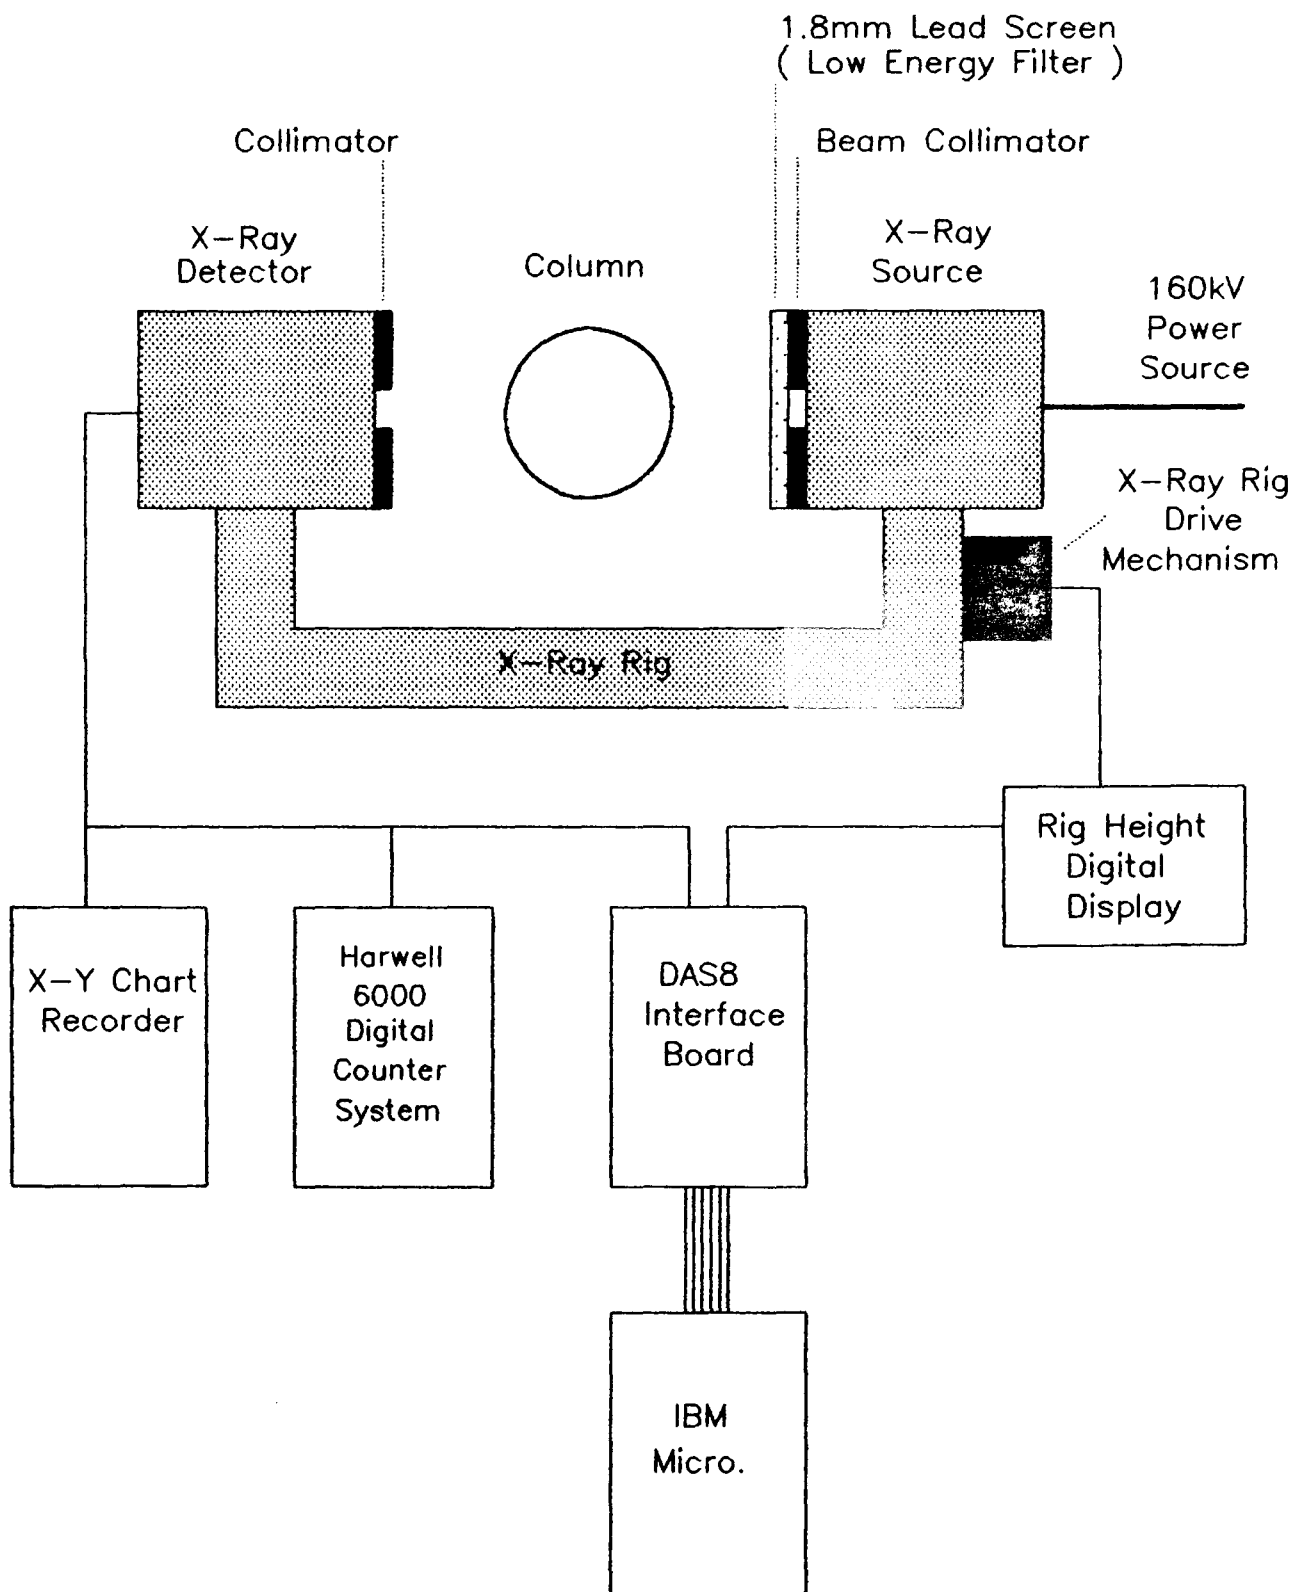 1.8mm Lead Screen
( Low Energy Filter )
Collimator
Beam Collimator
X-Ray
Detector
Column
X-Ray
Source
160kV
Power
Source
X-Ray Rig
Drive
Mechanism
X-Ray Rig
Rig Height
Digital
Display
X-Y Chart
Recorder
Harwell
6000
Digital
Counter
System
DAS8
Interface
Board
IBM
Micro.